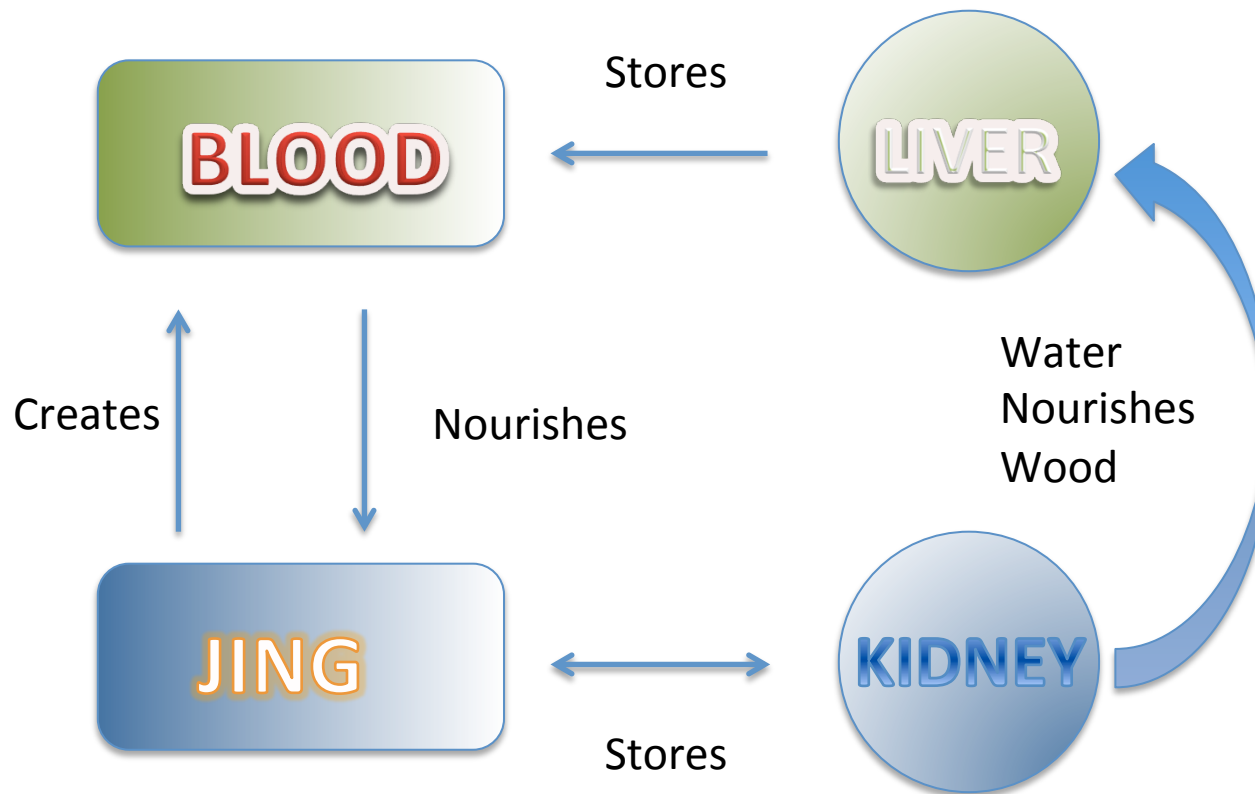 Stores
BLOOD
LIVER
Water
Nourishes
Wood
Creates
Nourishes
JING
KIDNEY
Stores